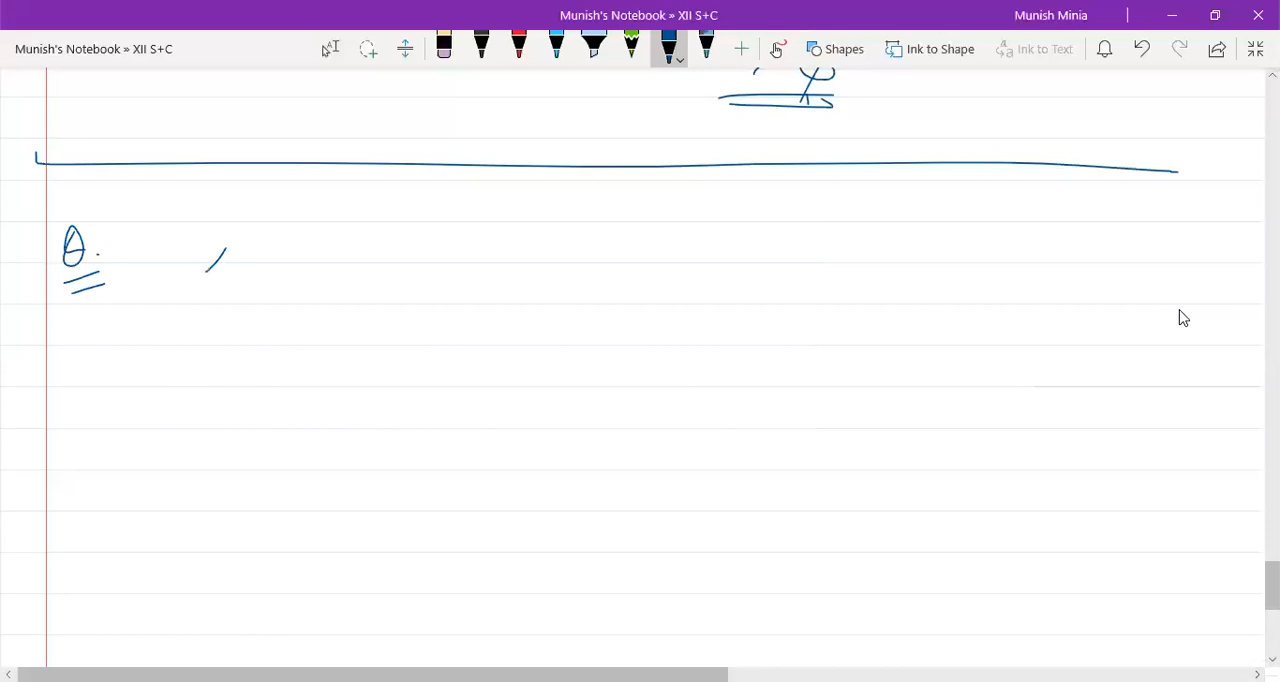 Munish's Notebook » XII S+C
Munish Minia
Munish's Notebook » XII S+C
Shapes
Ink to Shape
Ink to Text
Q.